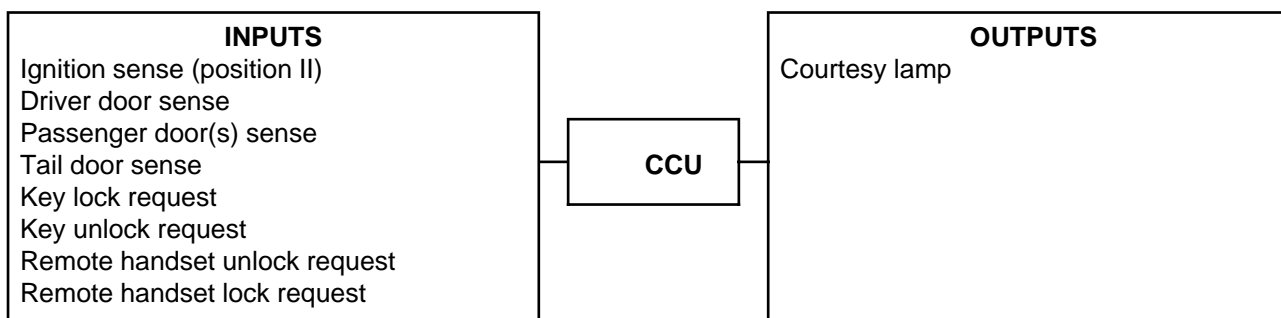 INPUTS
Ignition sense (position II)
Driver door sense
Passenger door(s) sense
Tail door sense
Key lock request
Key unlock request
Remote handset unlock request
Remote handset lock request
CCU
OUTPUTS
Courtesy lamp